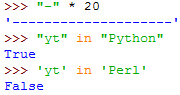 >>> "-" * 20
'--------------------'
>>> "yt" in "Python"
True
>>> 'yt' in 'Perl'
False